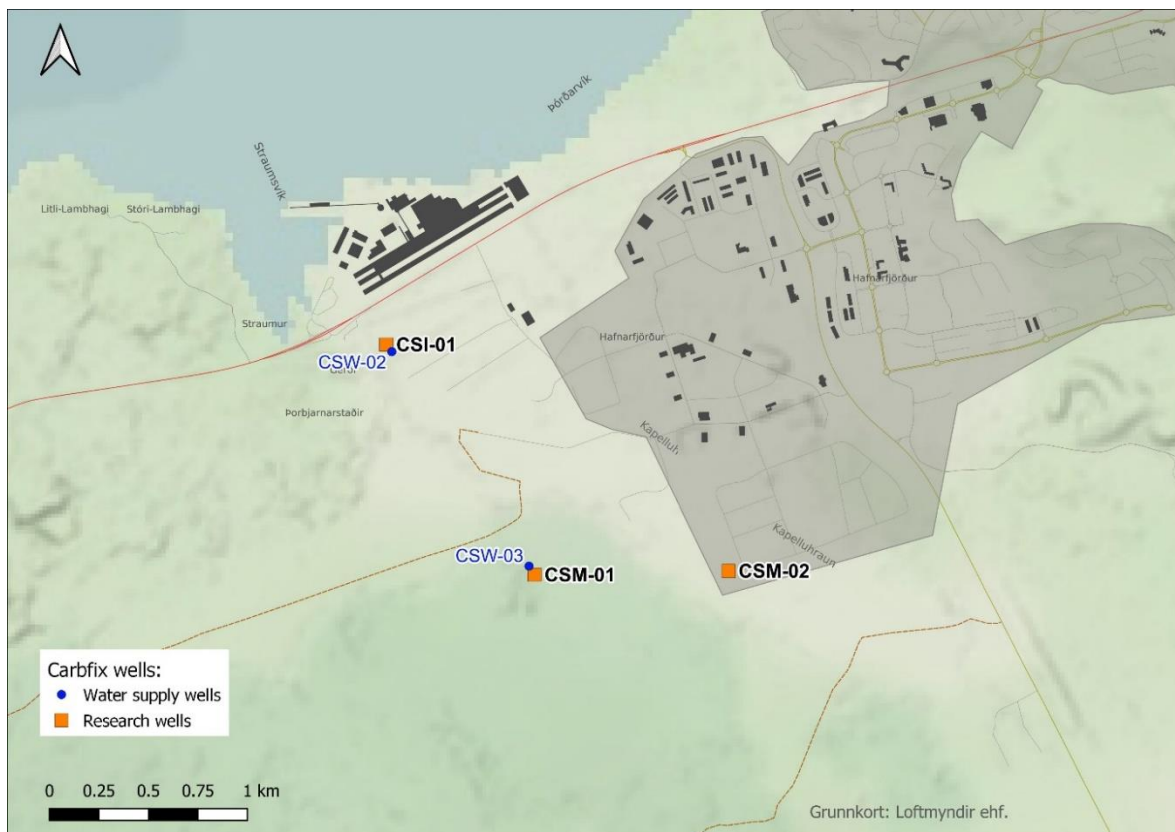 Þórðarvík
Straumsvík
Litli-Lambhagi
Stóri-Lambhagi
Hafnarfjörður
Straumur
Hafnarfjörður
CSI-01
CSW-02
Þorbjarnarstaðir
Kapelluh
Kapelluhraun
CSW-03
CSM-01
CSM-02
Carbfix wells:
Water supply wells
Research wells
0 0.25 0.5 0.75 1 km
Grunnkort: Loftmyndir ehf.